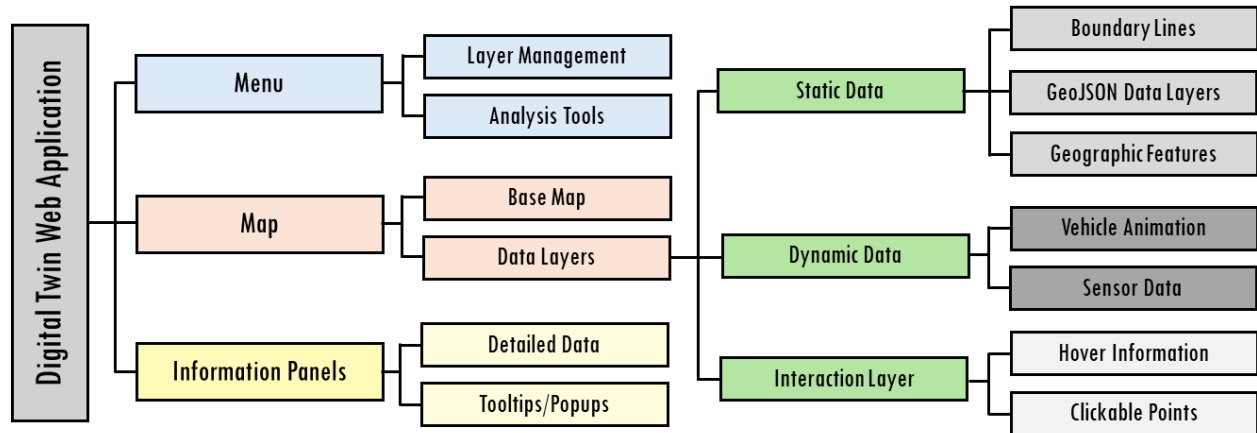 Digital Twin Web Application
Menu
Layer Management
Analysis Tools
Map
Base Map
Data Layers
Information Panels
Detailed Data
Tooltips/Popups
Static Data
Boundary Lines
GeoJSON Data Layers
Geographic Features
Dynamic Data
Vehicle Animation
Sensor Data
Interaction Layer
Hover Information
Clickable Points